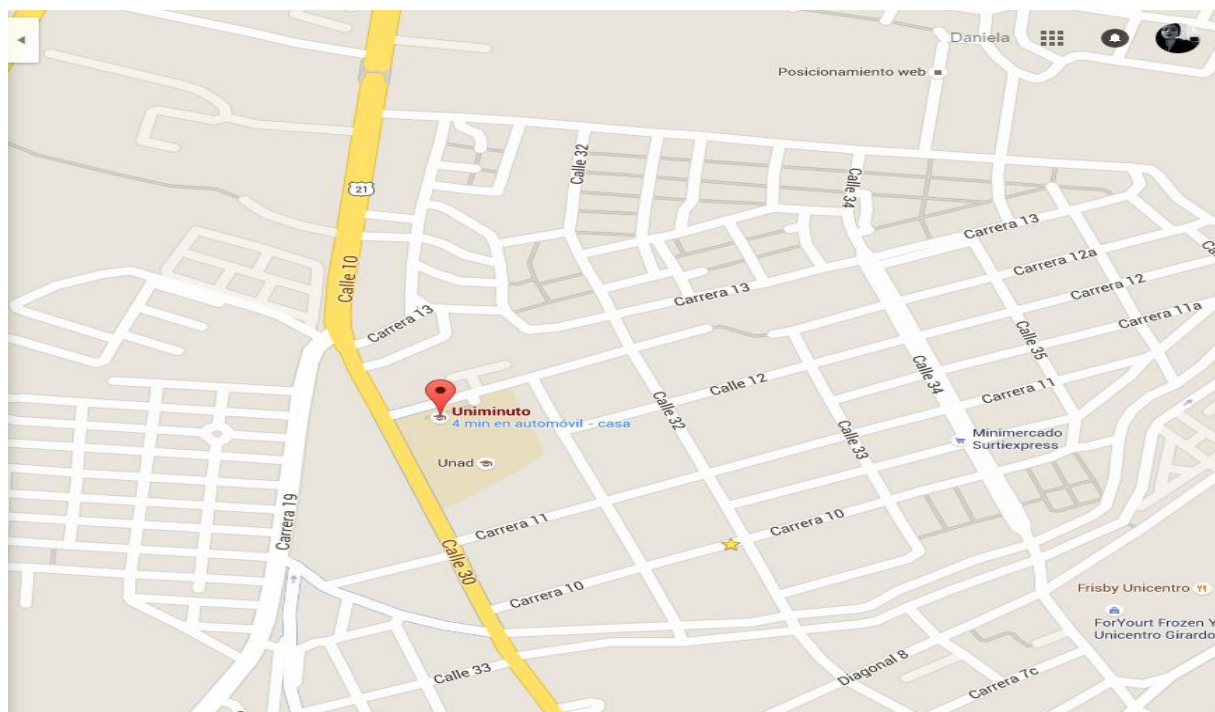 Daniela
Posicionamiento web
Calle 32
Calle 34
21
Carrera 13
Carrera 12a
Calle 10
Carrera 12
Carrera 13
Carrera 11a
Carrera 13
Calle 35
Calle 12
Calle 34
Carrera 11
Uniminuto
4 min en automóvil - casa
Calle 32
Calle 33
Minimercado
Surtiexpress
Unad
Carrera 19
Carrera 11
Carrera 10
Calle 30
Carrera 10
Frisby Unicentro
ForYourt Frozen Y
Unicentro Girardo
Calle 33
Diagonal 8
Carrera 7c